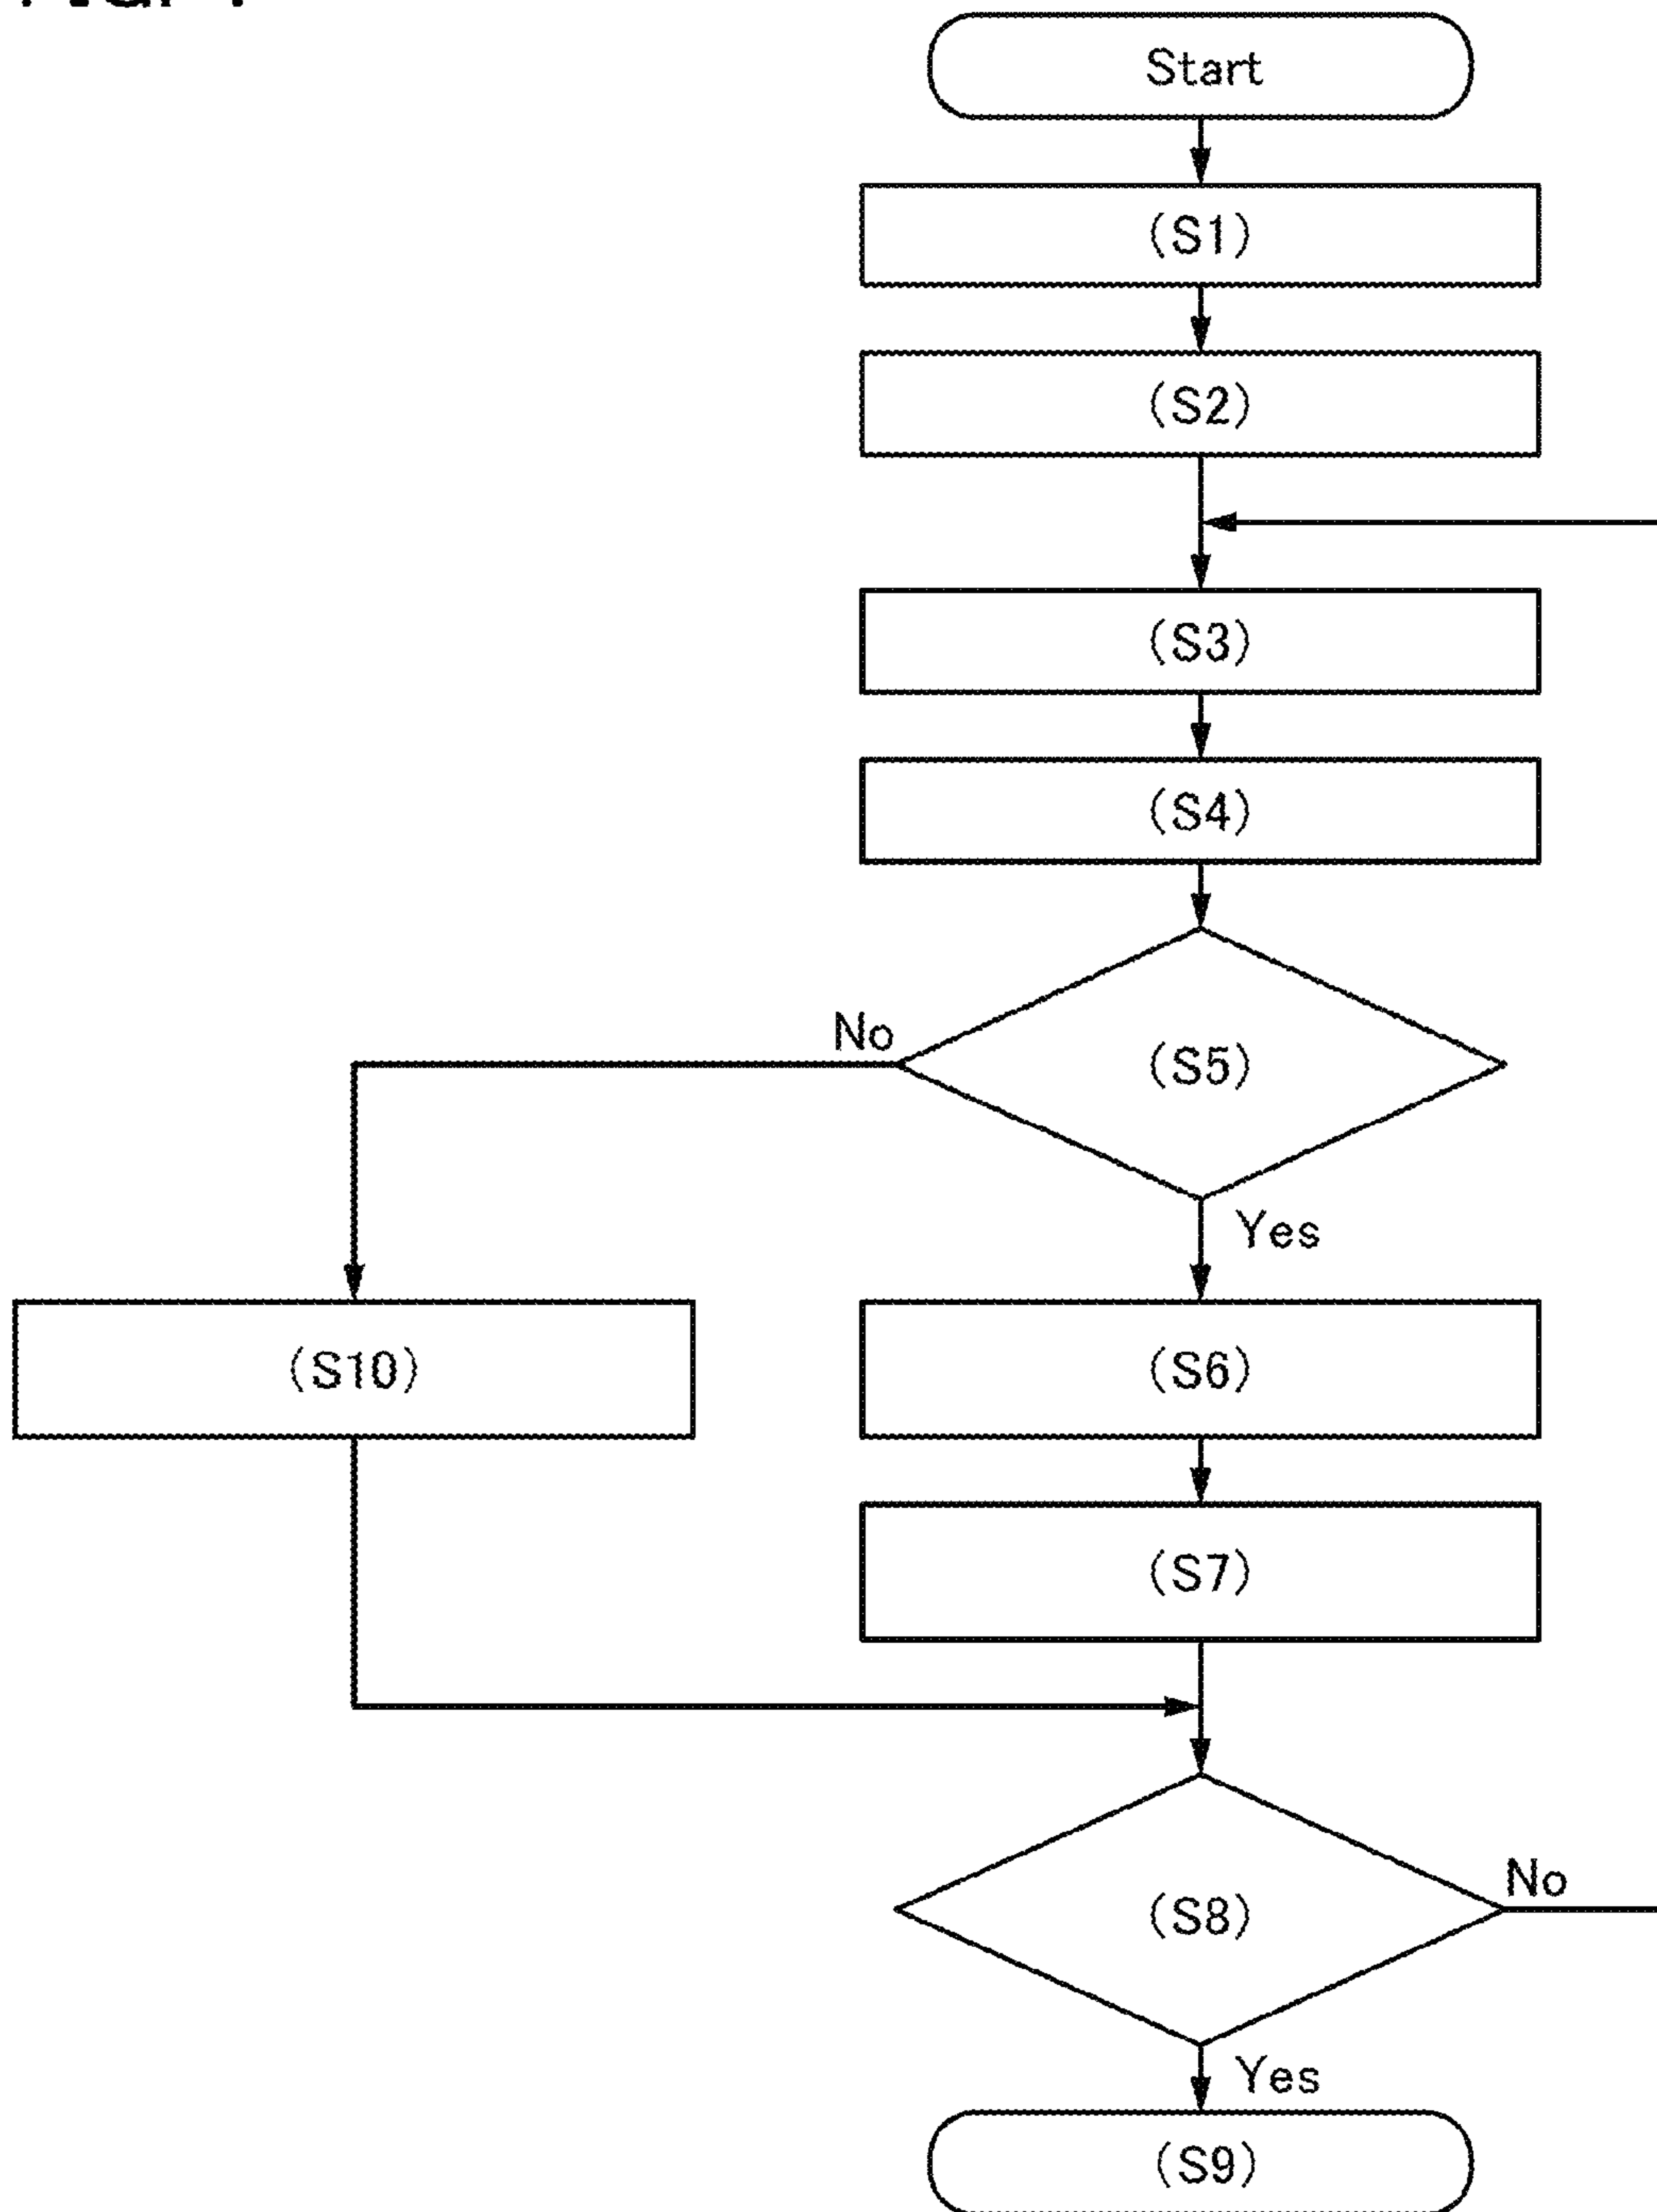 Start
(S1)
(S2)
(S3)
(S4)
No
(S5)
Yes
(S10)
(S6)
(S7)
No
(S8)
Yes
(S9)